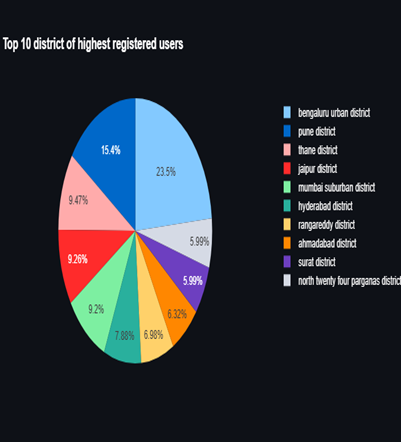 Top 10 district of highest registered users
23.5%
15.4%
9.47%
9.26%
9.2%
7.88%
6.98%
6.32%
5.99%
5.99%
bengaluru urban district
pune district
thane district
jaipur district
mumbai suburban district
hyderabad district
rangareddy district
ahmadabad district
surat district
north twenty four parganas district